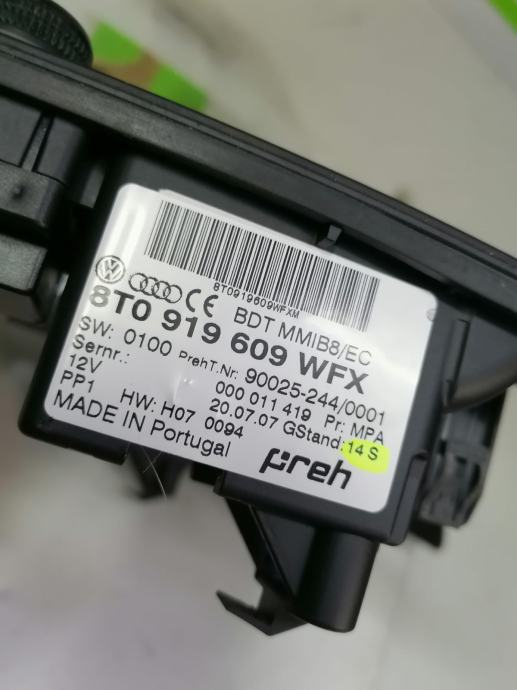 8T0919609WFXM
CE BDT MMIB8/EC
8T0 919 609 WFX
SW: 0100 PrehT.Nr: 90025-244/0001
Sernr.: 000 011 419 Pr: MPA
12V 20.07.07 GStand: 14 S
PP1 HW: H07 0094
MADE IN Portugal preh